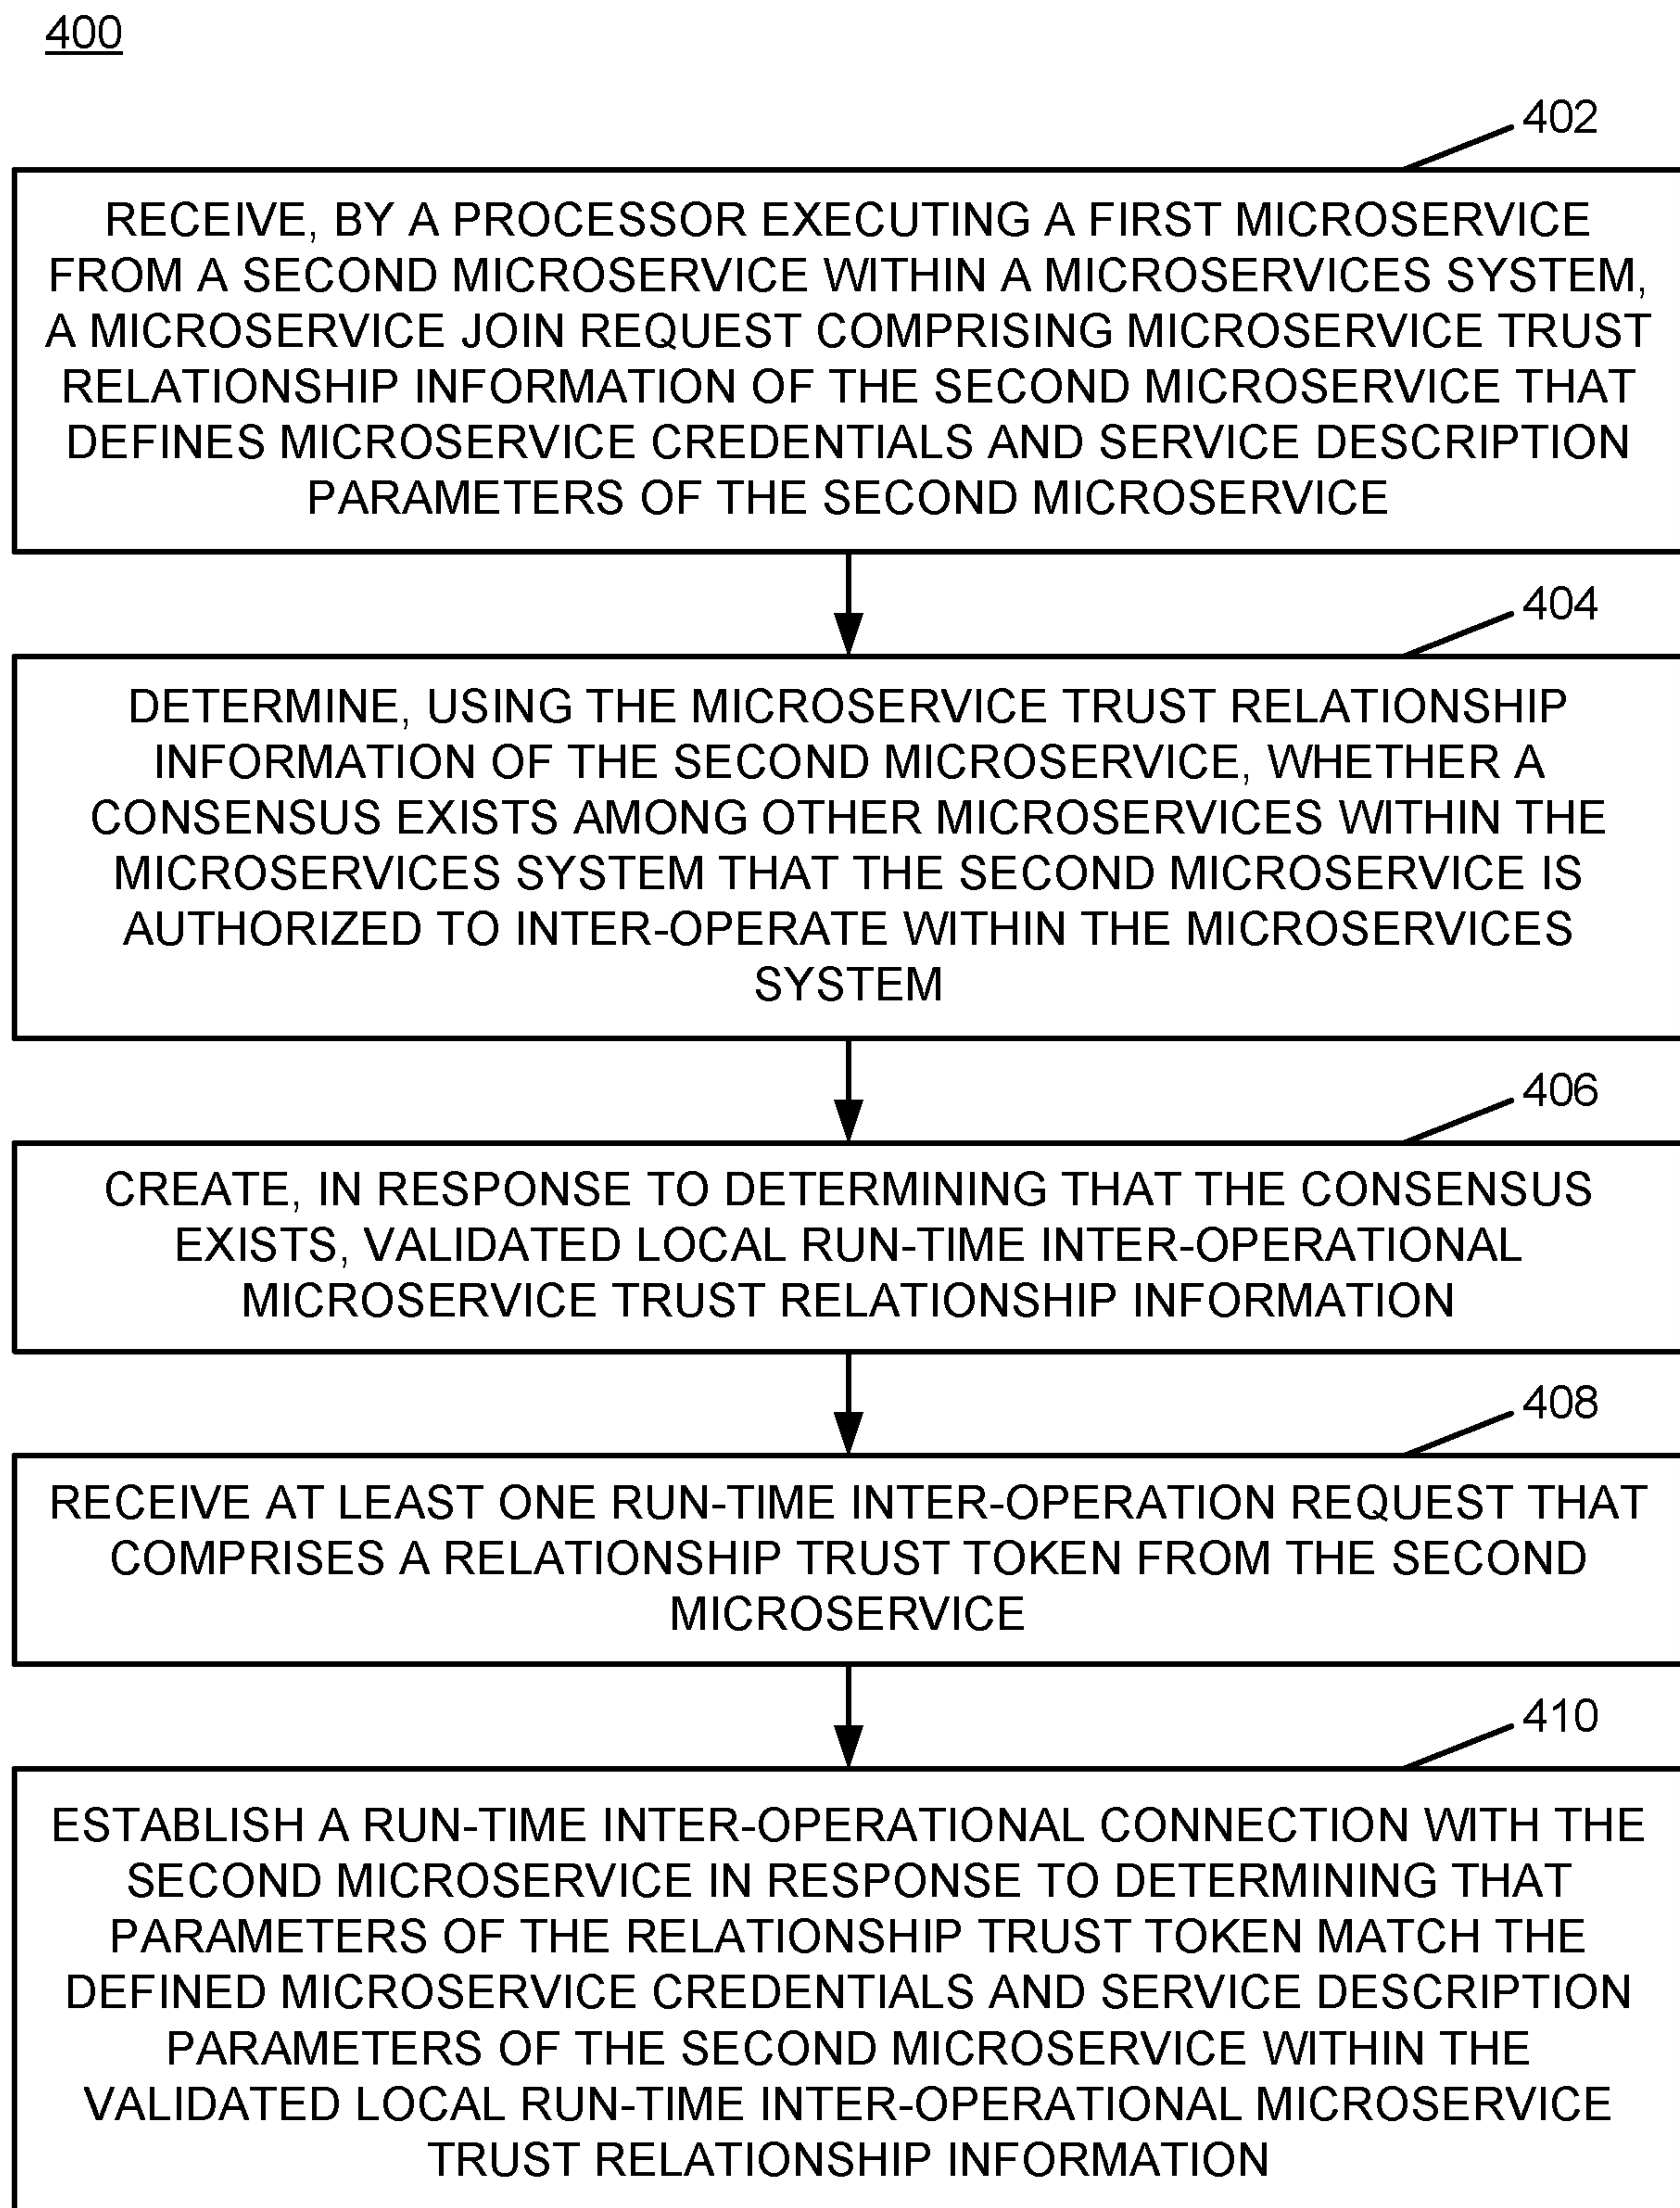 400
402
RECEIVE, BY A PROCESSOR EXECUTING A FIRST MICROSERVICE
FROM A SECOND MICROSERVICE WITHIN A MICROSERVICES SYSTEM,
A MICROSERVICE JOIN REQUEST COMPRISING MICROSERVICE TRUST
RELATIONSHIP INFORMATION OF THE SECOND MICROSERVICE THAT
DEFINES MICROSERVICE CREDENTIALS AND SERVICE DESCRIPTION
PARAMETERS OF THE SECOND MICROSERVICE
404
DETERMINE, USING THE MICROSERVICE TRUST RELATIONSHIP
INFORMATION OF THE SECOND MICROSERVICE, WHETHER A
CONSENSUS EXISTS AMONG OTHER MICROSERVICES WITHIN THE
MICROSERVICES SYSTEM THAT THE SECOND MICROSERVICE IS
AUTHORIZED TO INTER-OPERATE WITHIN THE MICROSERVICES
SYSTEM
406
CREATE, IN RESPONSE TO DETERMINING THAT THE CONSENSUS
EXISTS, VALIDATED LOCAL RUN-TIME INTER-OPERATIONAL
MICROSERVICE TRUST RELATIONSHIP INFORMATION
408
RECEIVE AT LEAST ONE RUN-TIME INTER-OPERATION REQUEST THAT
COMPRISES A RELATIONSHIP TRUST TOKEN FROM THE SECOND
MICROSERVICE
410
ESTABLISH A RUN-TIME INTER-OPERATIONAL CONNECTION WITH THE
SECOND MICROSERVICE IN RESPONSE TO DETERMINING THAT
PARAMETERS OF THE RELATIONSHIP TRUST TOKEN MATCH THE
DEFINED MICROSERVICE CREDENTIALS AND SERVICE DESCRIPTION
PARAMETERS OF THE SECOND MICROSERVICE WITHIN THE
VALIDATED LOCAL RUN-TIME INTER-OPERATIONAL MICROSERVICE
TRUST RELATIONSHIP INFORMATION